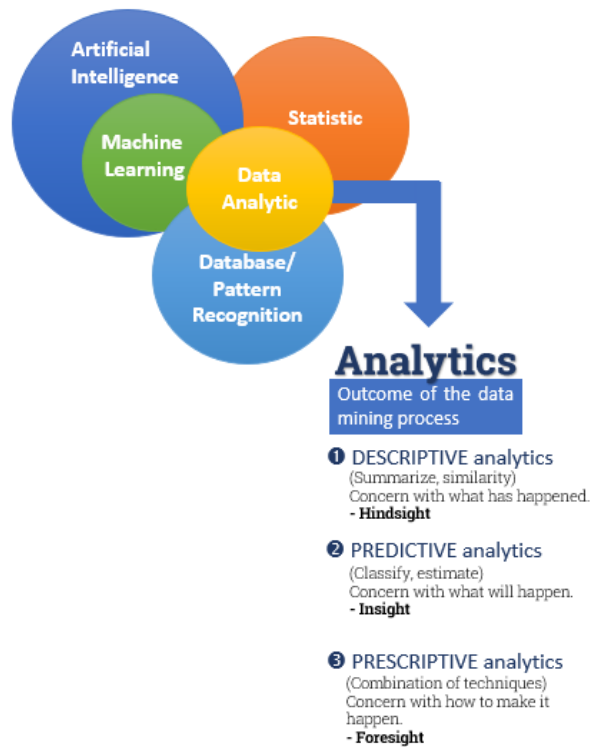 Artificial
Intelligence
Statistic
Machine
Learning
Data
Analytic
Database/
Pattern
Recognition
Analytics
Outcome of the data
mining process
❶ DESCRIPTIVE analytics
(Summarize, similarity)
Concern with what has happened.
- Hindsight
❷ PREDICTIVE analytics
(Classify, estimate)
Concern with what will happen.
- Insight
❸ PRESCRIPTIVE analytics
(Combination of techniques)
Concern with how to make it
happen.
- Foresight